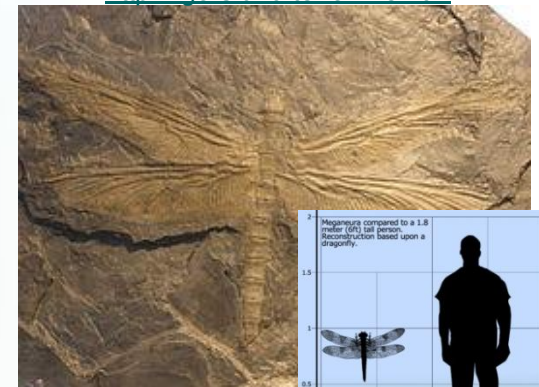 2
Meganeura compared to a 1.8
meter (6ft) tall person.
Reconstruction based upon a
dragonfly.
1.5
1
0.5